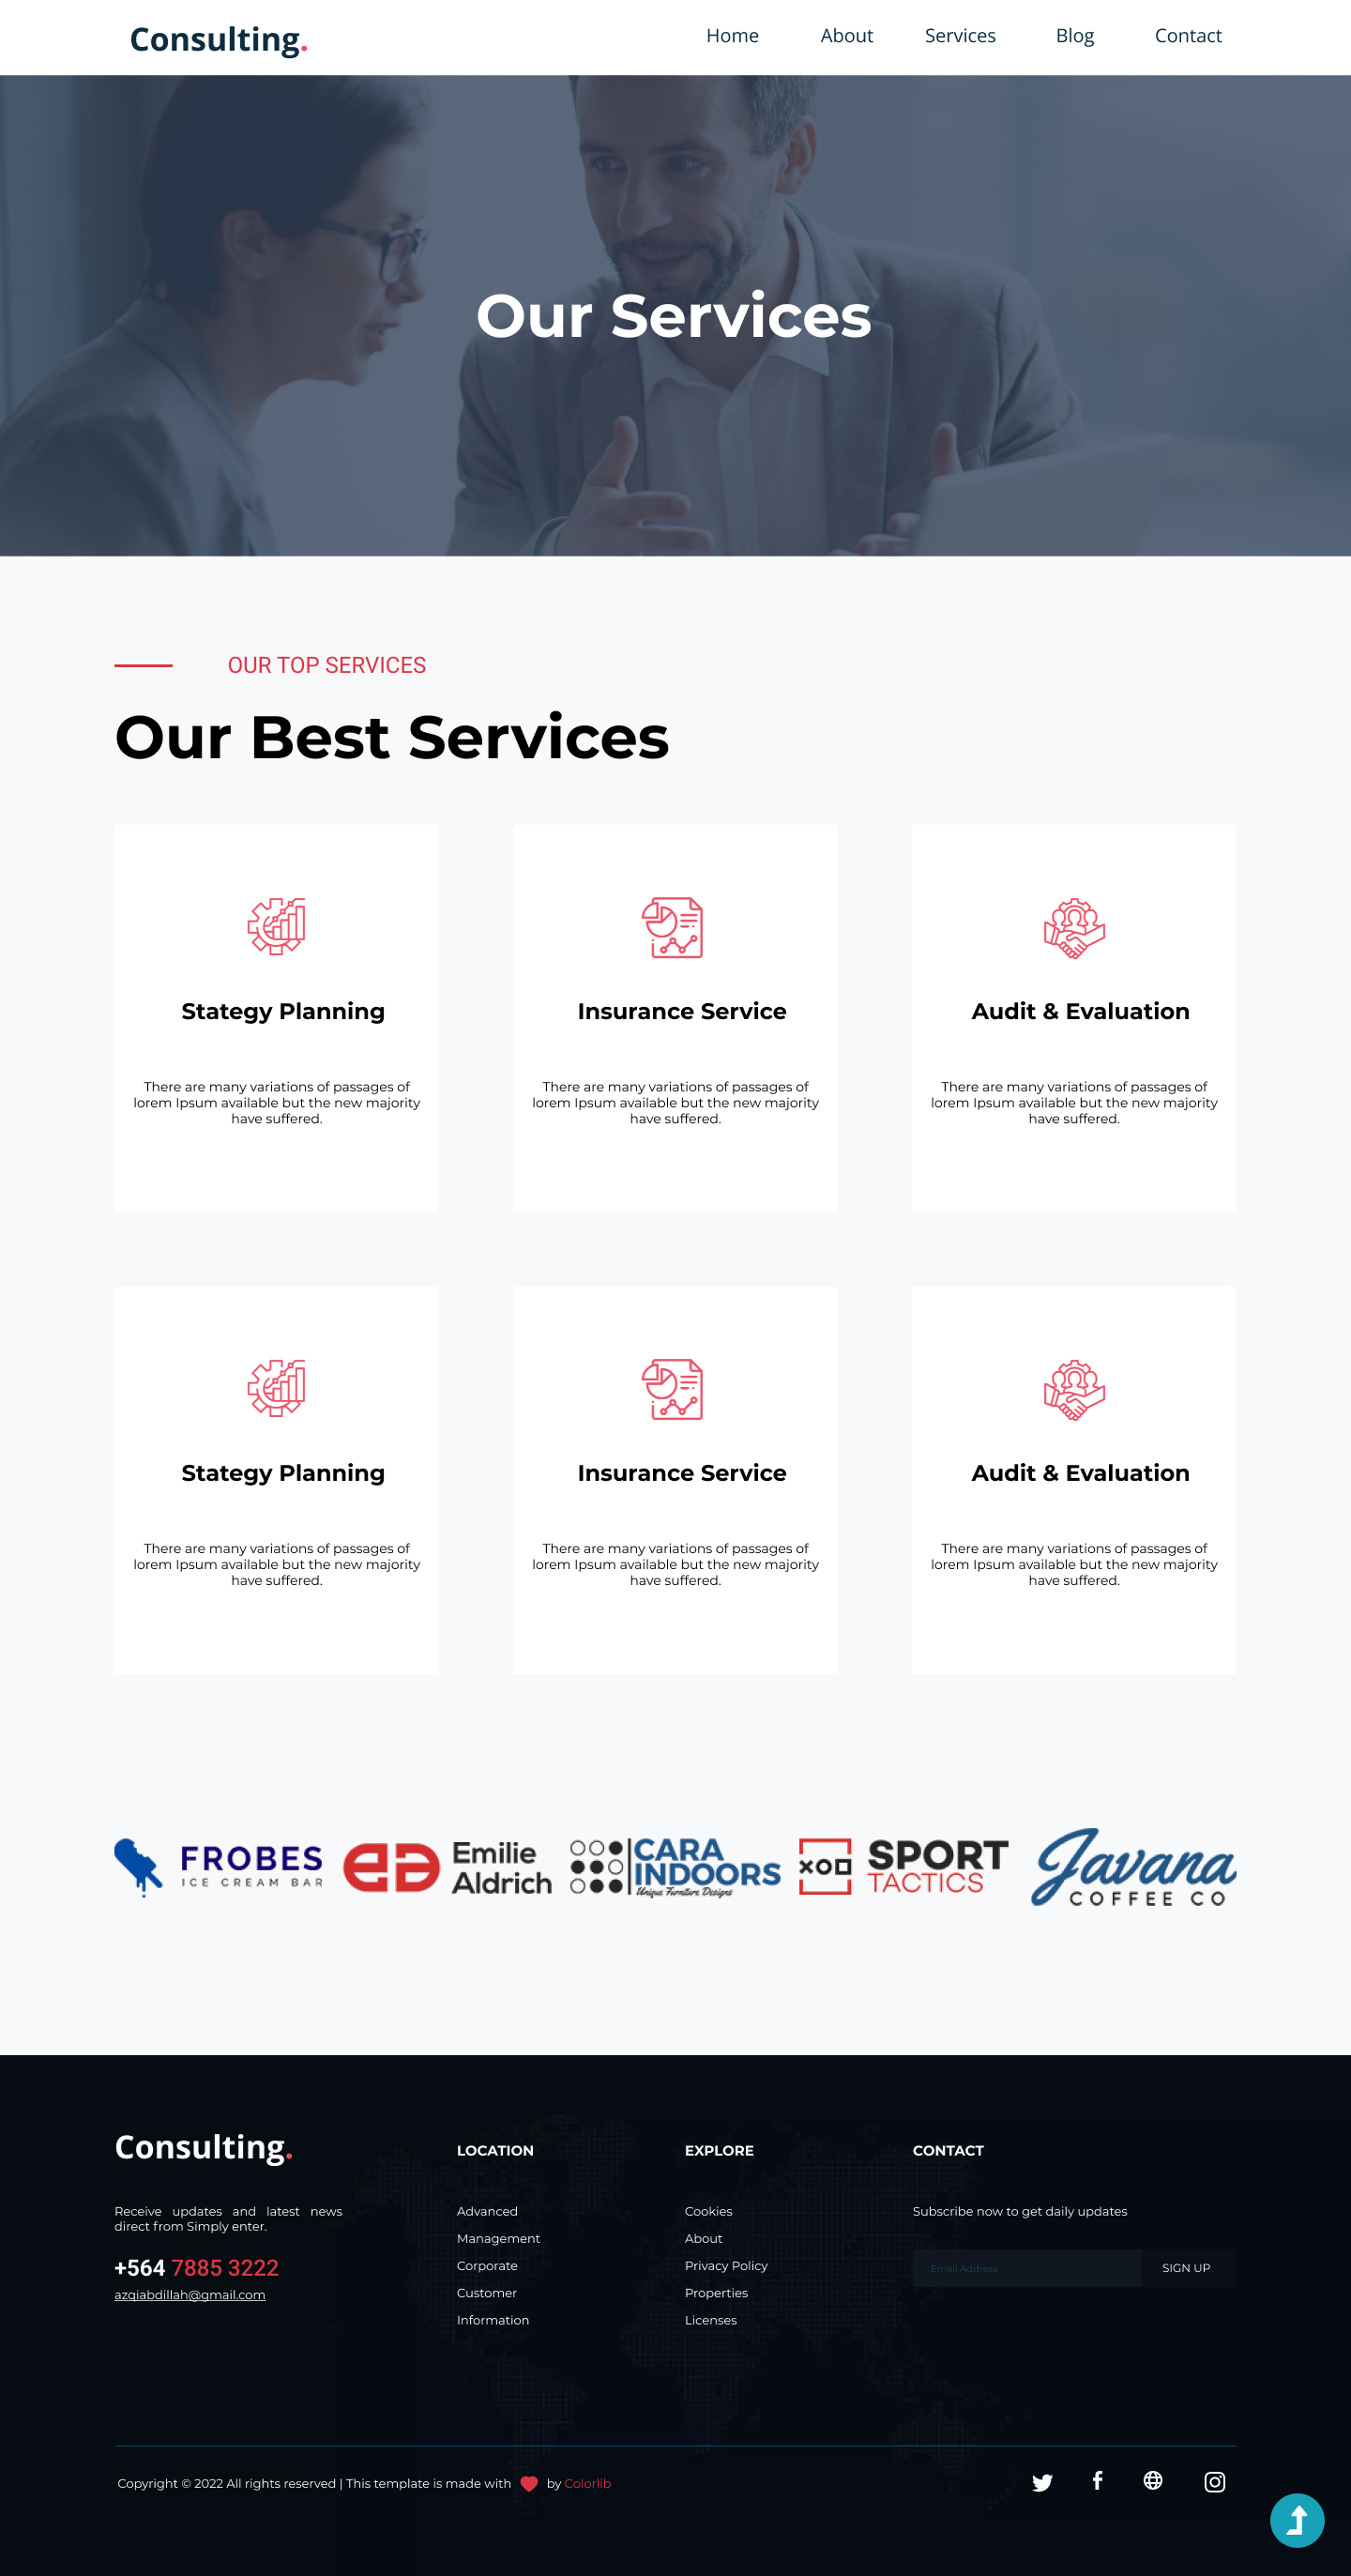 Consulting.
Home About Services Blog Contact
Our Services
OUR TOP SERVICES
Our Best Services
Stategy Planning
There are many variations of passages of
lorem Ipsum available but the new majority
have suffered.
Insurance Service
There are many variations of passages of
lorem Ipsum available but the new majority
have suffered.
Audit & Evaluation
There are many variations of passages of
lorem Ipsum available but the new majority
have suffered.
Stategy Planning
There are many variations of passages of
lorem Ipsum available but the new majority
have suffered.
Insurance Service
There are many variations of passages of
lorem Ipsum available but the new majority
have suffered.
Audit & Evaluation
There are many variations of passages of
lorem Ipsum available but the new majority
have suffered.
FROBES
ICE CREAM BAR
Emilie
Aldrich
CARA
INDOORS
Unique Furniture Designs
SPORT
TACTICS
Javana
COFFEE CO
Consulting.
Receive updates and latest news
direct from Simply enter.
+564 7885 3222
azqiabdillah@gmail.com
LOCATION
Advanced
Management
Corporate
Customer
Information
EXPLORE
Cookies
About
Privacy Policy
Properties
Licenses
CONTACT
Subscribe now to get daily updates
Email Address
SIGN UP
Copyright © 2022 All rights reserved | This template is made with by Colorlib